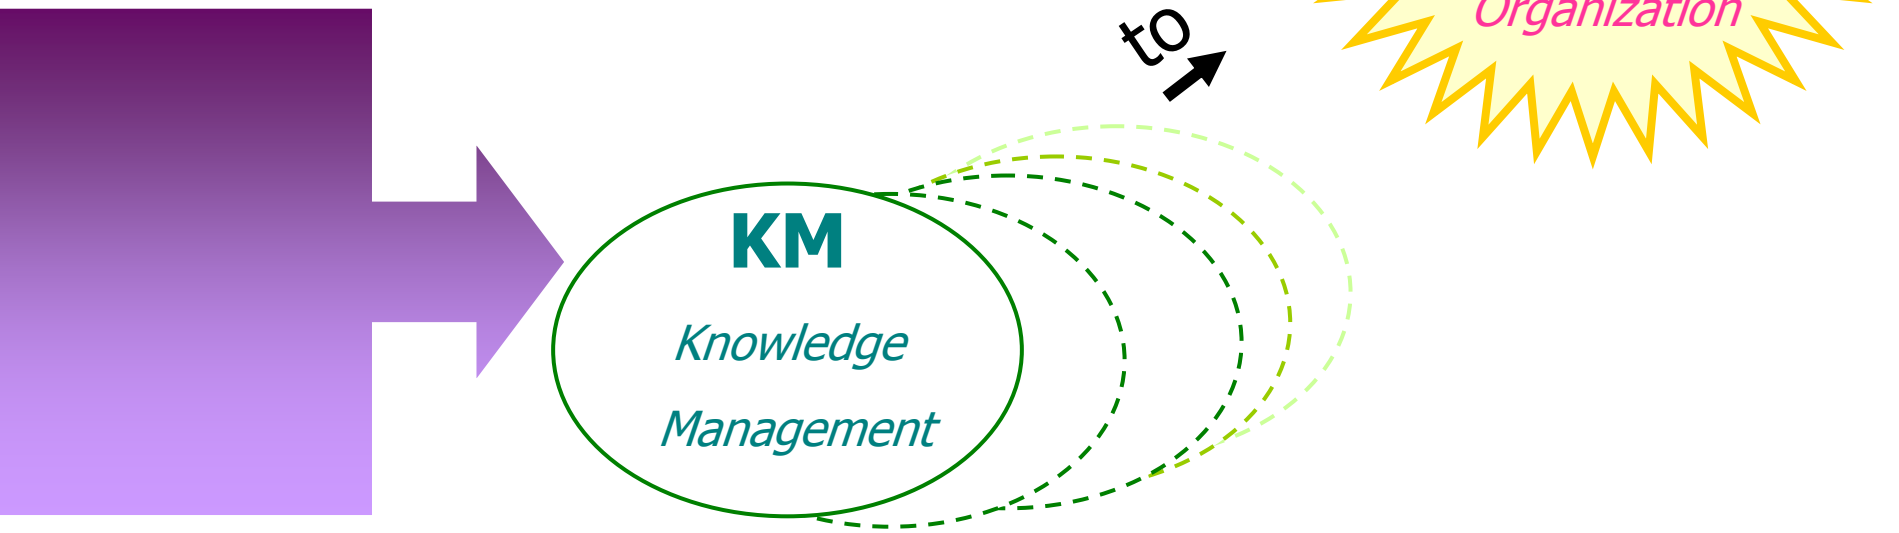 Organization
to
KM
Knowledge
Management